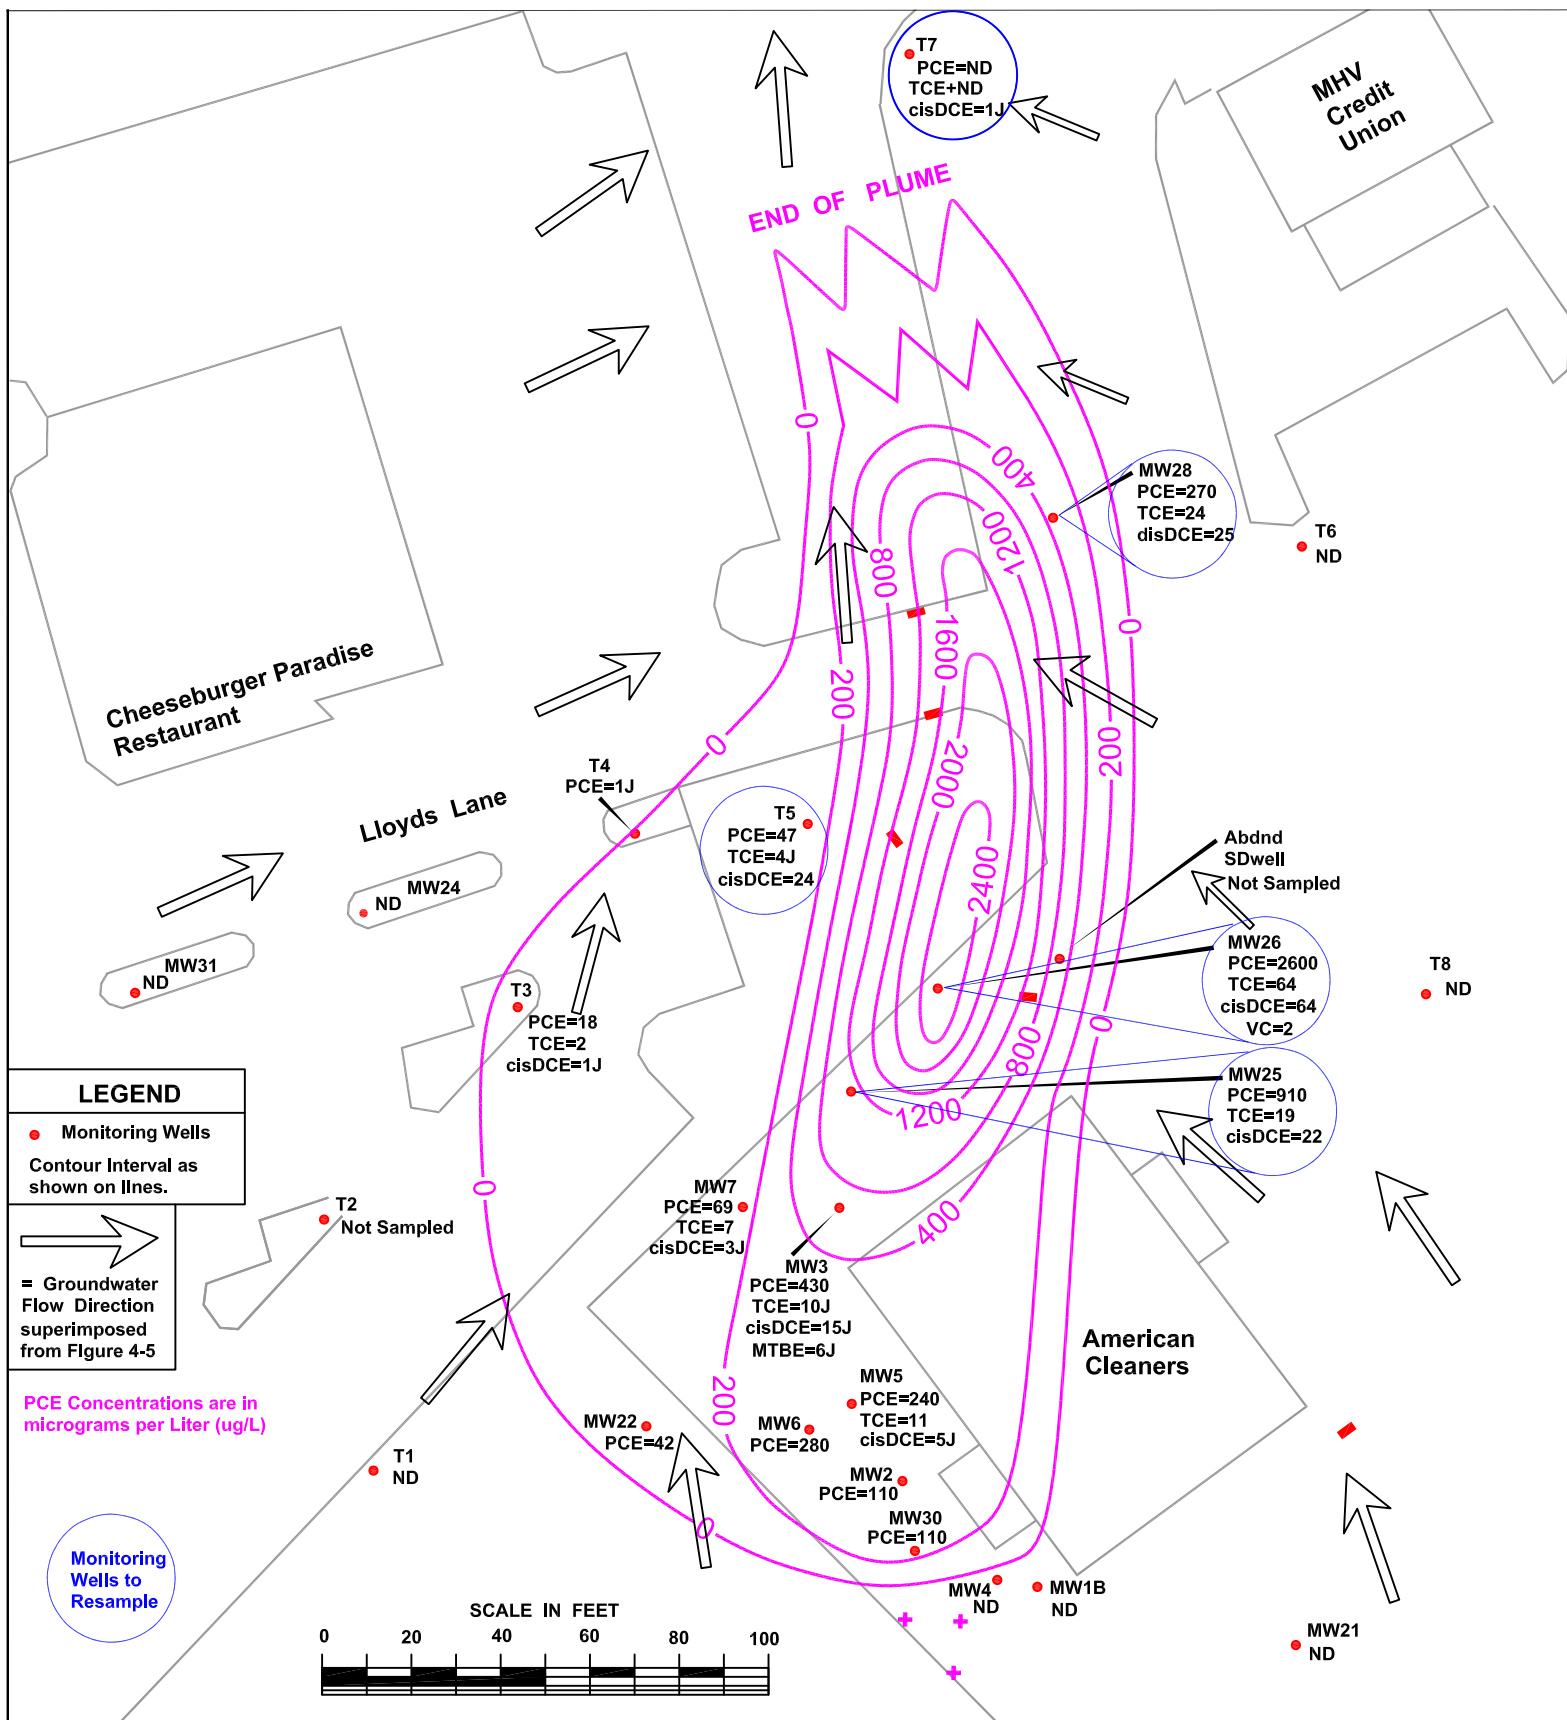 T7
PCE=ND
TCE+ND
cisDCE=1J
MHV
Credit
Union
END OF PLUME
0
400
MW28
PCE=270
TCE=24
disDCE=25
1200
800
T6
ND
1600
0
200
Cheeseburger Paradise
Restaurant
0
200
2000
T4
PCE=1J
Lloyds Lane
T5
PCE=47
TCE=4J
cisDCE=24
2400
Abdnd
SDwell
Not Sampled
MW24
ND
MW31
ND
MW26
PCE=2600
TCE=64
cisDCE=64
VC=2
T8
ND
T3
PCE=18
TCE=2
cisDCE=1J
0
800
MW25
PCE=910
TCE=19
cisDCE=22
1200
LEGEND
Monitoring Wells
Contour Interval as
shown on lInes.
= Groundwater
Flow Direction
superimposed
from FIgure 4-5
PCE Concentrations are in
micrograms per Liter (ug/L)
T2
Not Sampled
0
MW7
PCE=69
TCE=7
cisDCE=3J
400
MW3
PCE=430
TCE=10J
cisDCE=15J
MTBE=6J
American
Cleaners
200
MW5
PCE=240
TCE=11
cisDCE=5J
MW22
PCE=42
MW6
PCE=280
T1
ND
MW2
PCE=110
0
MW30
PCE=110
Monitoring
Wells to
Resample
MW4
ND
MW1B
ND
MW21
ND
SCALE IN FEET
0 20 40 60 80 100